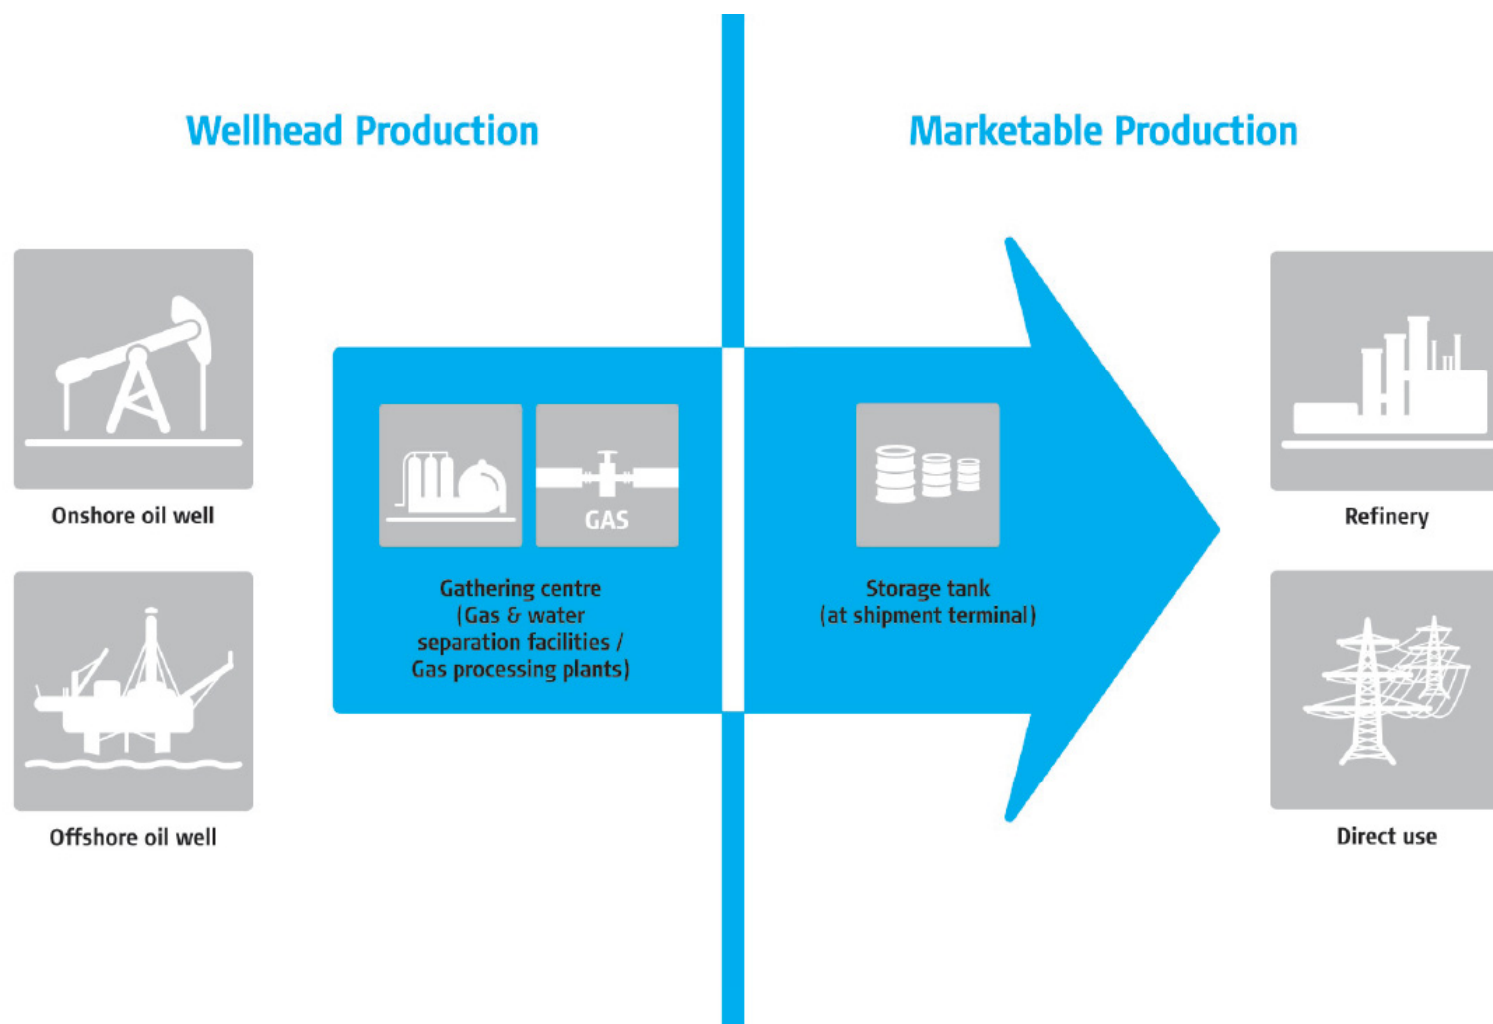 Wellhead Production
Marketable Production
Onshore oil well
Offshore oil well
GAS
Gathering centre
(Gas & water
separation facilities /
Gas processing plants)
Storage tank
(at shipment terminal)
Refinery
Direct use